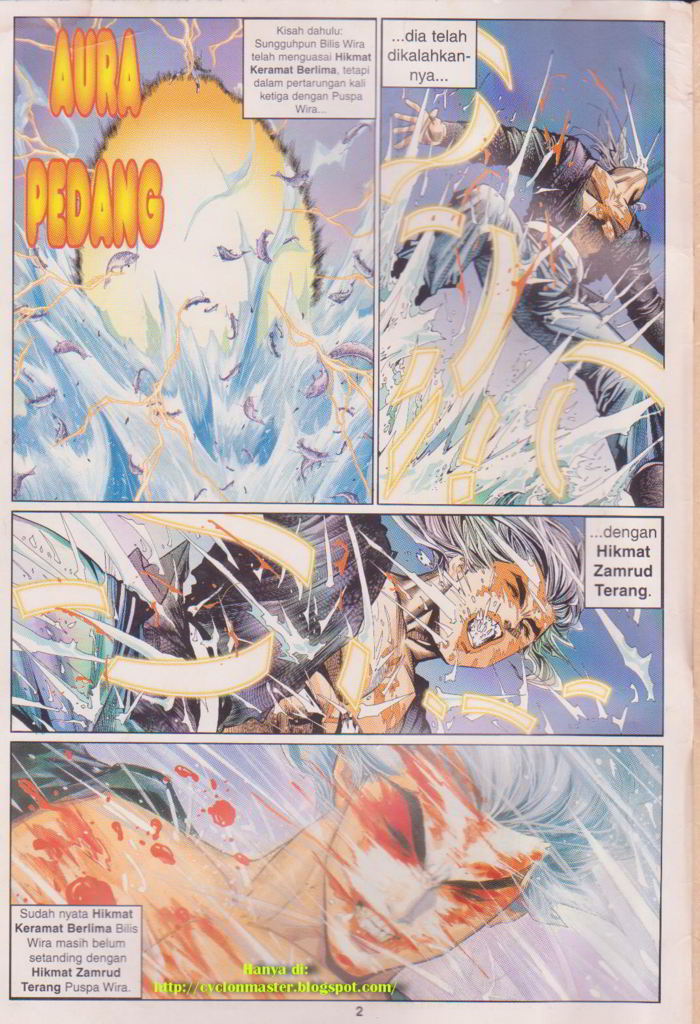 AURA
PEDANG
Kisah dahulu:
Sungguhpun Bilis Wira
telah menguasai Hikmat
Keramat Berlima, tetapi
dalam pertarungan kali
ketiga dengan Puspa
Wira...
...dia telah
dikalahkan-
nya...
...dengan
Hikmat
Zamrud
Terang.
Sudah nyata Hikmat
Keramat Berlima Bilis
Wira masih belum
setanding dengan
Hikmat Zamrud
Terang Puspa Wira.
Hanya di:
http://cyclonmaster.blogspot.com/
2